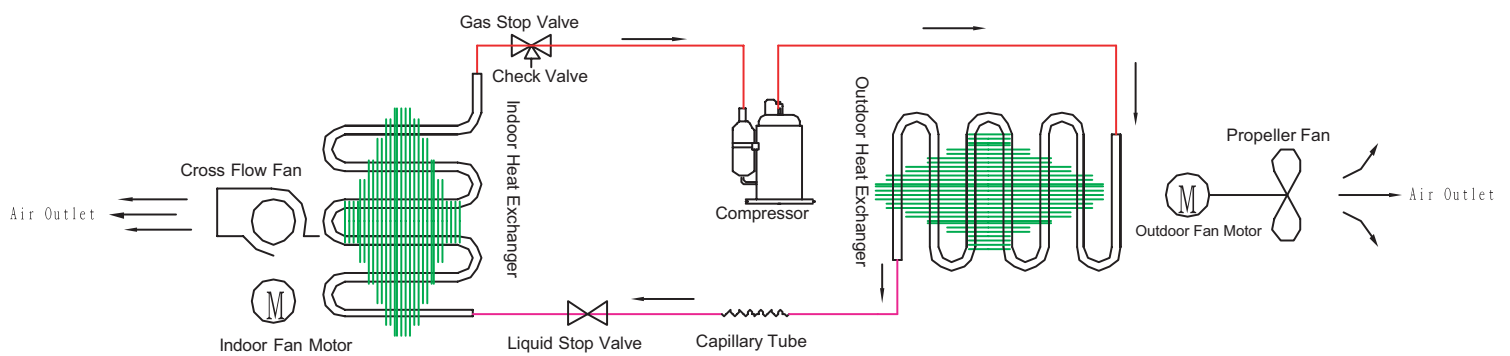 Gas Stop Valve
Check Valve
Indoor Heat Exchanger
Outdoor Heat Exchanger
Propeller Fan
Cross Flow Fan
Air Outlet
Compressor
M
Outdoor Fan Motor
Air Outlet
M
Indoor Fan Motor
Liquid Stop Valve
Capillary Tube